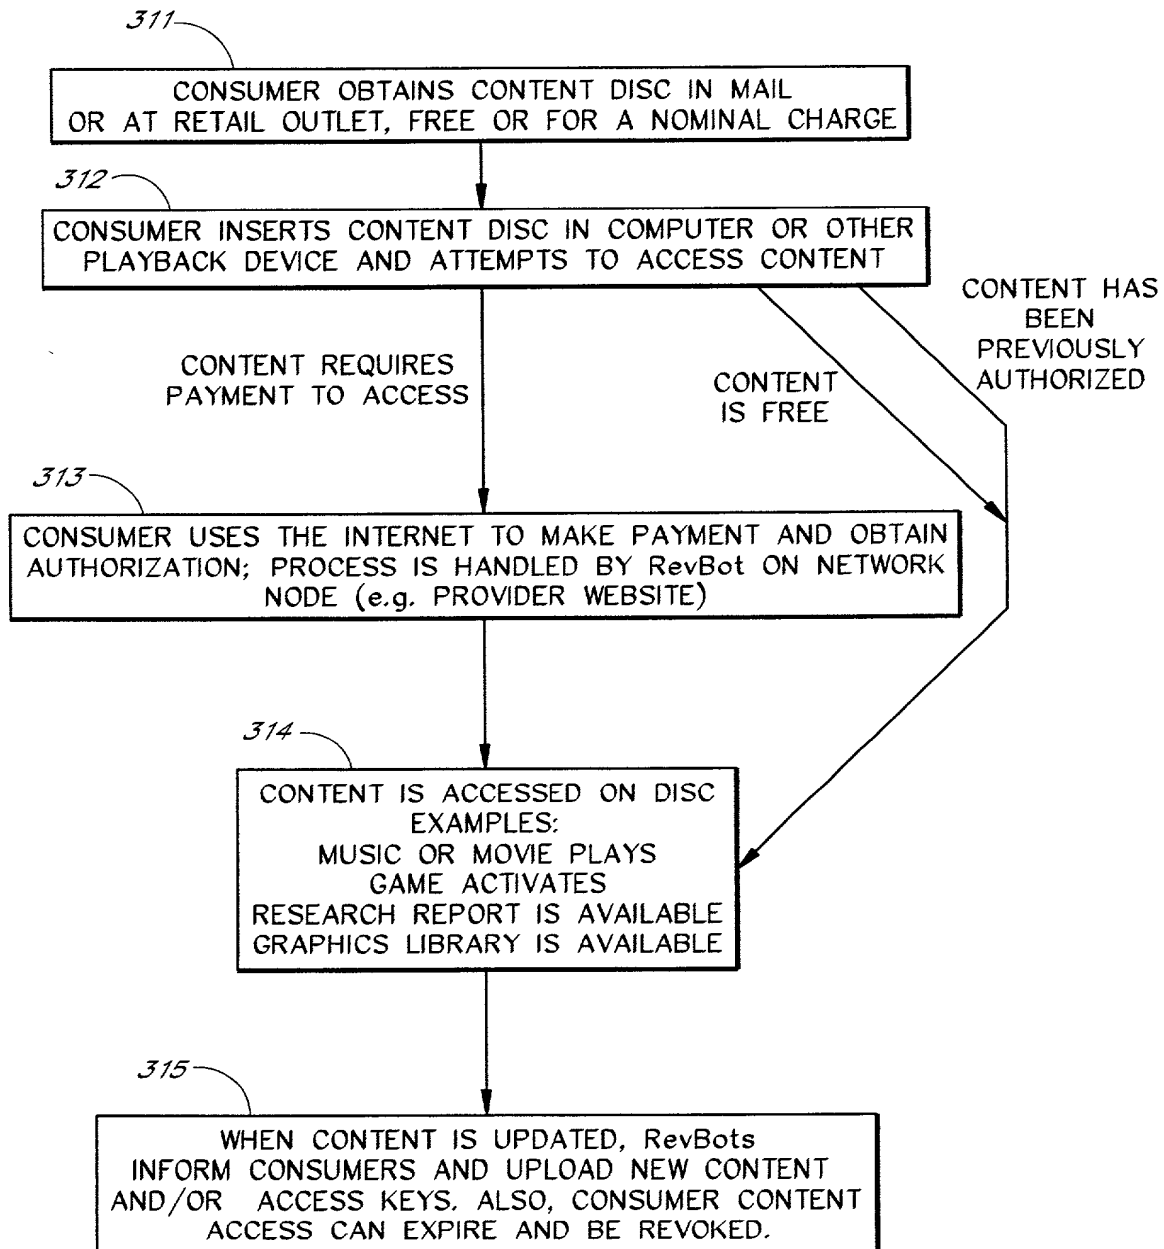 311
CONSUMER OBTAINS CONTENT DISC IN MAIL
OR AT RETAIL OUTLET, FREE OR FOR A NOMINAL CHARGE
312
CONSUMER INSERTS CONTENT DISC IN COMPUTER OR OTHER
PLAYBACK DEVICE AND ATTEMPTS TO ACCESS CONTENT
CONTENT REQUIRES
PAYMENT TO ACCESS
CONTENT
IS FREE
CONTENT HAS
BEEN
PREVIOUSLY
AUTHORIZED
313
CONSUMER USES THE INTERNET TO MAKE PAYMENT AND OBTAIN
AUTHORIZATION; PROCESS IS HANDLED BY RevBot ON NETWORK
NODE (e.g. PROVIDER WEBSITE)
314
CONTENT IS ACCESSED ON DISC
EXAMPLES:
MUSIC OR MOVIE PLAYS
GAME ACTIVATES
RESEARCH REPORT IS AVAILABLE
GRAPHICS LIBRARY IS AVAILABLE
315
WHEN CONTENT IS UPDATED, RevBots
INFORM CONSUMERS AND UPLOAD NEW CONTENT
AND/OR ACCESS KEYS. ALSO, CONSUMER CONTENT
ACCESS CAN EXPIRE AND BE REVOKED.